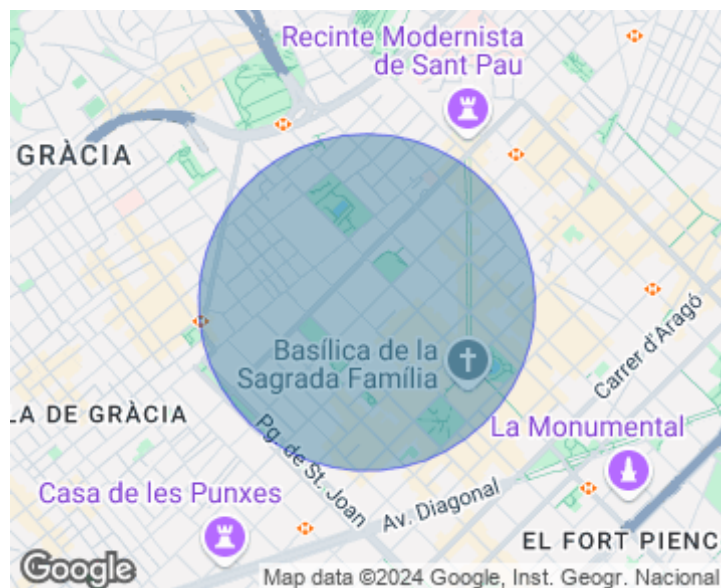 Recinte Modernista
de Sant Pau
GRÀCIA
Basílica de la
Sagrada Família
Carrer d'Aragó
LA DE GRÀCIA
La Monumental
Pg. de St. Joan
Casa de les Punxes
Av. Diagonal
EL FORT PIENC
Google
Map data ©2024 Google, Inst. Geogr. Nacional